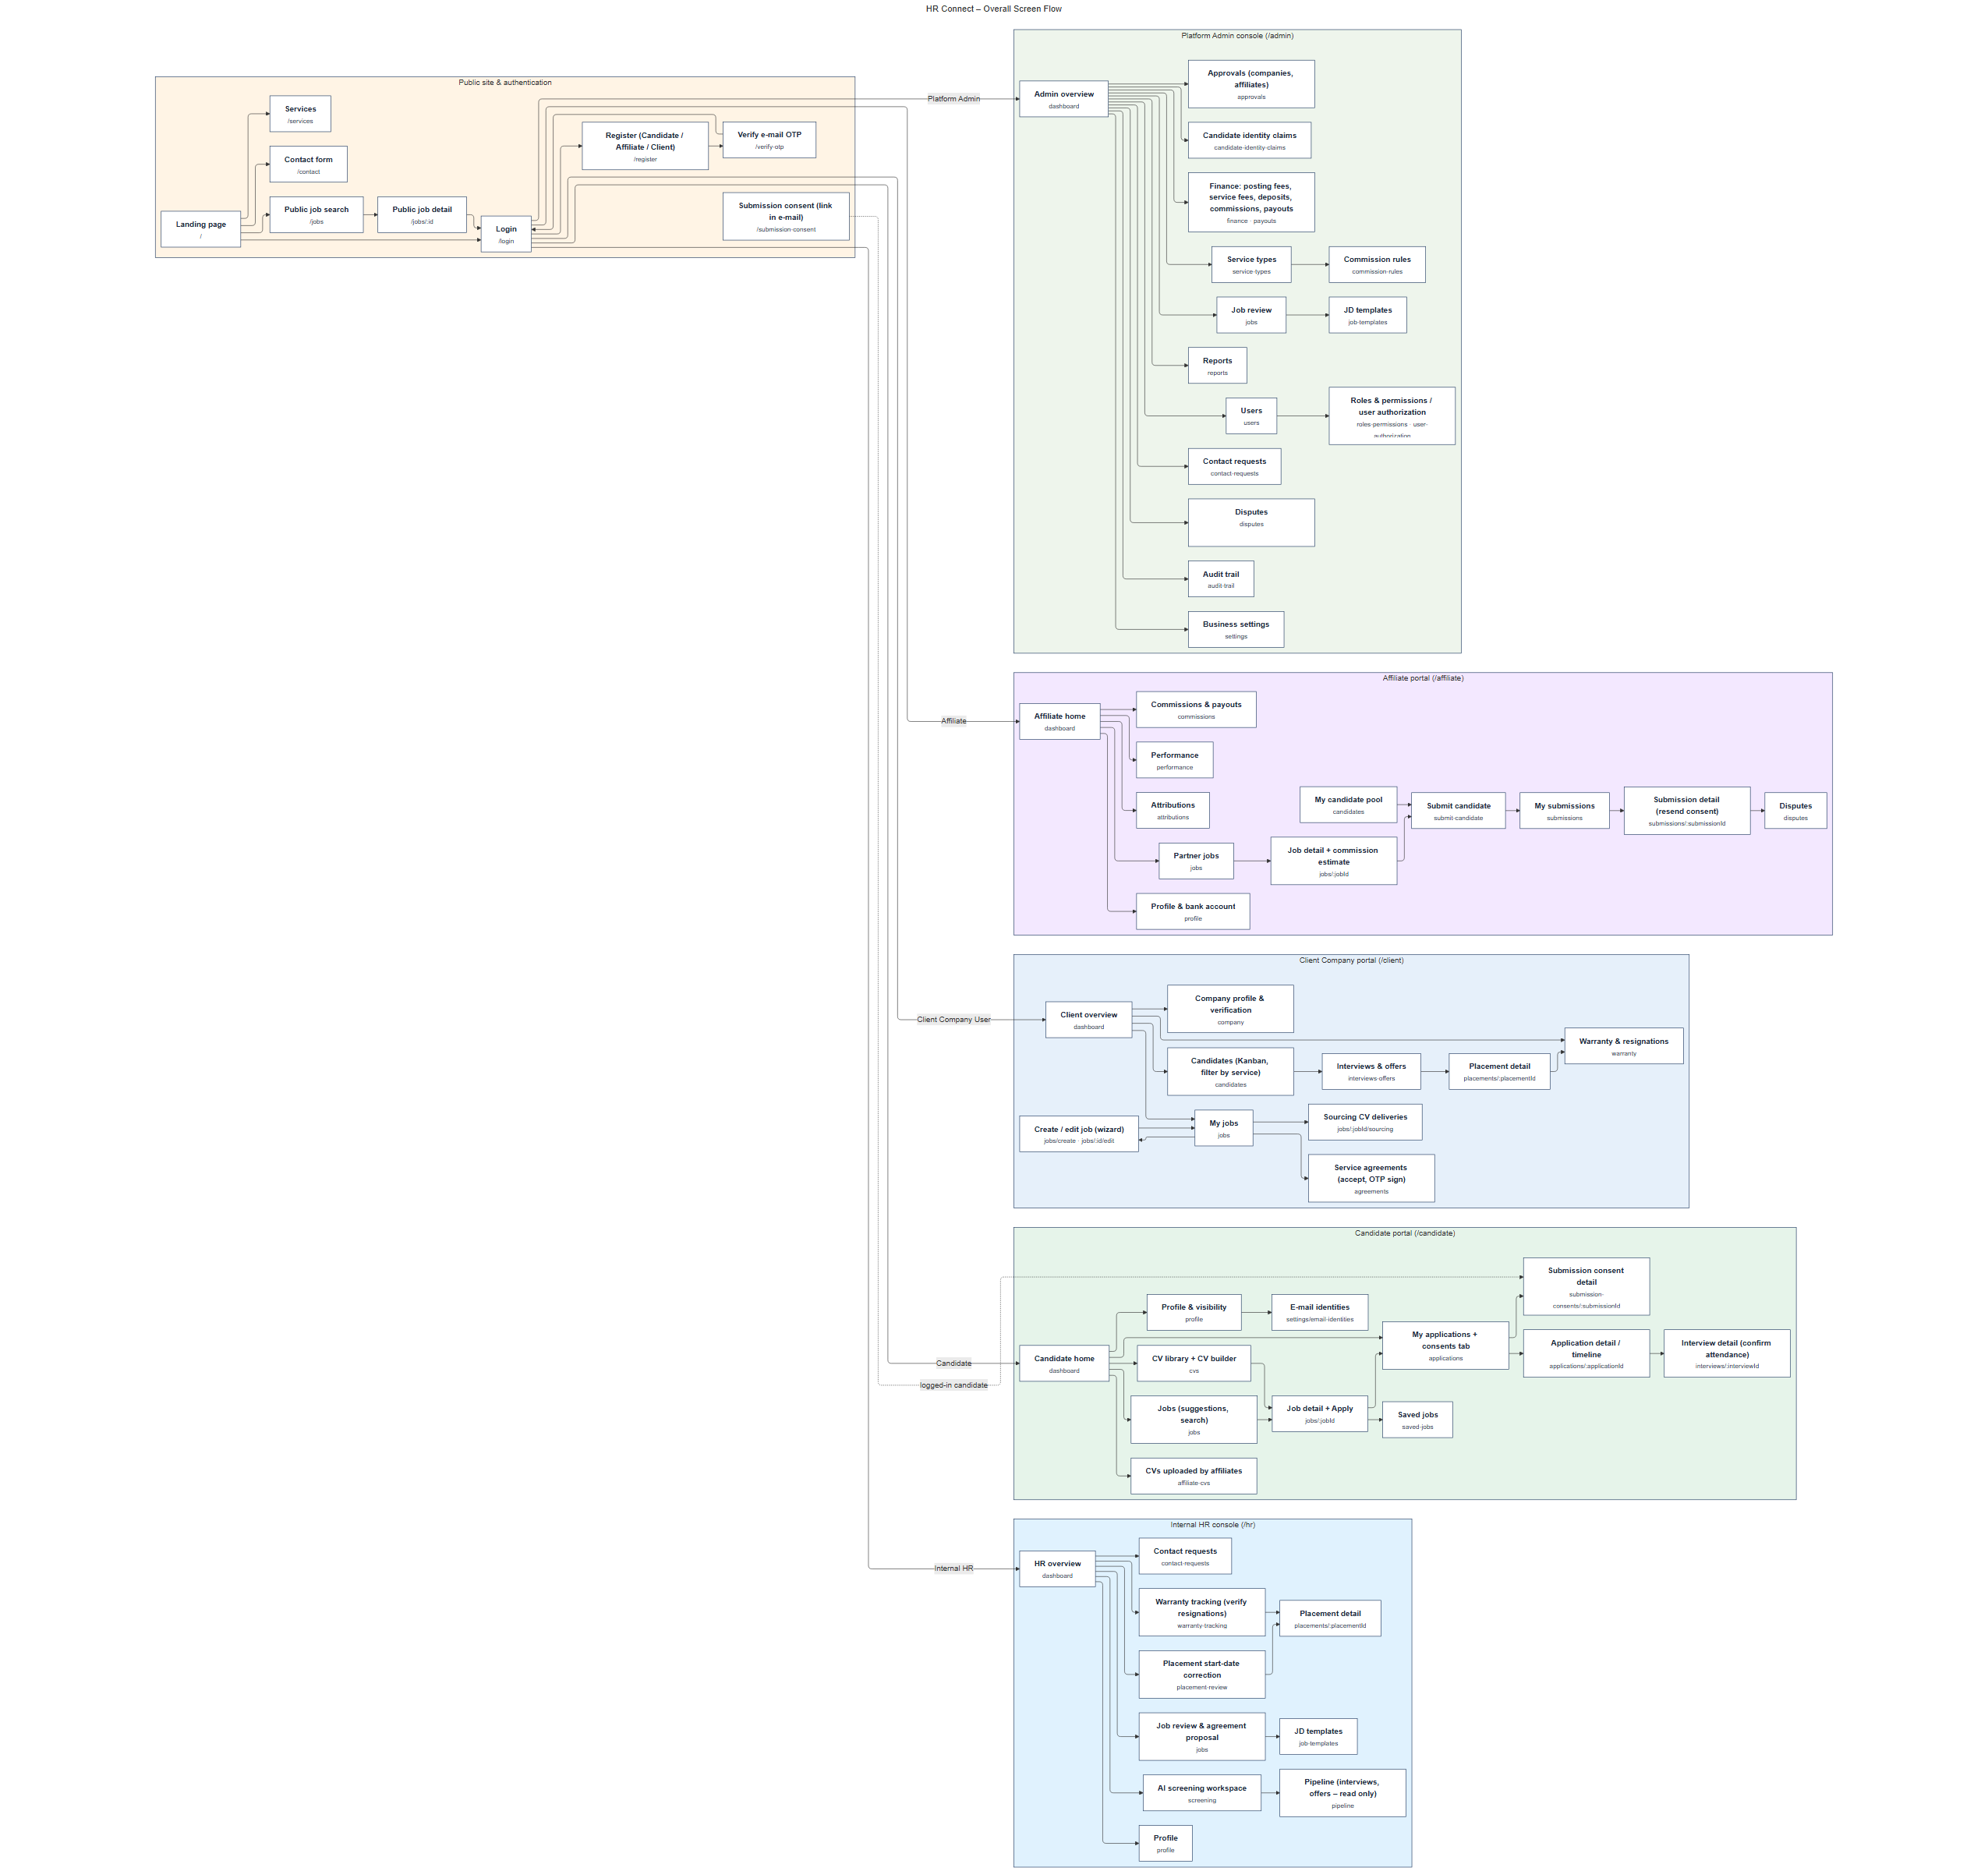 HR Connect – Overall Screen Flow
Public site & authentication
Services
/services
Contact form
/contact
Public job search
/jobs
Public job detail
/jobs/:id
Landing page
/
Login
/login
Register (Candidate /
Affiliate / Client)
/register
Verify e-mail OTP
/verify-otp
Submission consent (link
in e-mail)
/submission-consent
Platform Admin
Affiliate
Client Company User
Candidate
logged-in candidate
Internal HR
Platform Admin console (/admin)
Admin overview
dashboard
Approvals (companies,
affiliates)
approvals
Candidate identity claims
candidate-identity-claims
Finance: posting fees,
service fees, deposits,
commissions, payouts
finance · payouts
Service types
service-types
Commission rules
commission-rules
Job review
jobs
JD templates
job-templates
Reports
reports
Users
users
Roles & permissions /
user authorization
roles-permissions · user-
authorization
Contact requests
contact-requests
Disputes
disputes
Audit trail
audit-trail
Business settings
settings
Affiliate portal (/affiliate)
Affiliate home
dashboard
Commissions & payouts
commissions
Performance
performance
Attributions
attributions
My candidate pool
candidates
Submit candidate
submit-candidate
My submissions
submissions
Submission detail
(resend consent)
submissions/:submissionId
Disputes
disputes
Partner jobs
jobs
Job detail + commission
estimate
jobs/:jobId
Profile & bank account
profile
Client Company portal (/client)
Client overview
dashboard
Company profile &
verification
company
Candidates (Kanban,
filter by service)
candidates
Interviews & offers
interviews-offers
Placement detail
placements/:placementId
Warranty & resignations
warranty
Create / edit job (wizard)
jobs/create · jobs/:id/edit
My jobs
jobs
Sourcing CV deliveries
jobs/:jobId/sourcing
Service agreements
(accept, OTP sign)
agreements
Candidate portal (/candidate)
Submission consent
detail
submission-
consents/:submissionId
Profile & visibility
profile
E-mail identities
settings/email-identities
My applications +
consents tab
applications
Application detail /
timeline
applications/:applicationId
Interview detail (confirm
attendance)
interviews/:interviewId
Candidate home
dashboard
CV library + CV builder
cvs
Jobs (suggestions,
search)
jobs
Job detail + Apply
jobs/:jobId
Saved jobs
saved-jobs
CVs uploaded by affiliates
affiliate-cvs
Internal HR console (/hr)
HR overview
dashboard
Contact requests
contact-requests
Warranty tracking (verify
resignations)
warranty-tracking
Placement detail
placements/:placementId
Placement start-date
correction
placement-review
Job review & agreement
proposal
jobs
JD templates
job-templates
AI screening workspace
screening
Pipeline (interviews,
offers – read only)
pipeline
Profile
profile